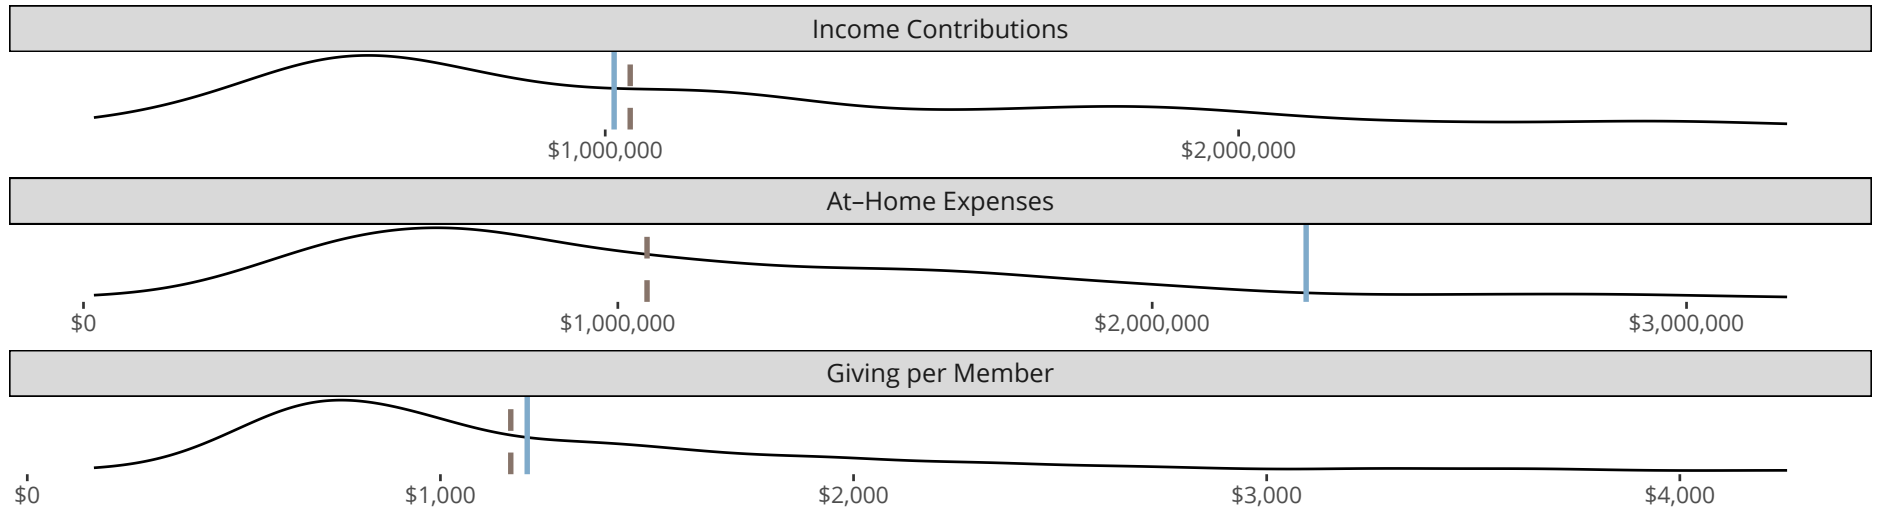 Income Contributions
$1,000,000 $2,000,000
At–Home Expenses
$0 $1,000,000 $2,000,000 $3,000,000
Giving per Member
$0 $1,000 $2,000 $3,000 $4,000